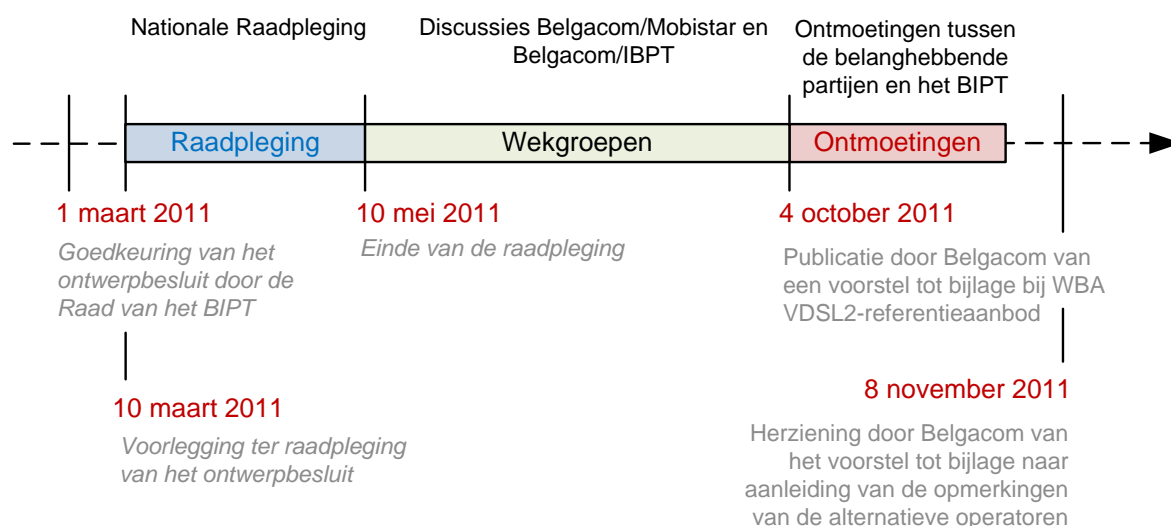 Nationale Raadpleging
Discussies Belgacom/Mobistar en
Belgacom/IBPT
Ontmoetingen tussen
de belanghebbende
partijen en het BIPT
Raadpleging
Wekgroepen
Ontmoetingen
1 maart 2011
Goedkeuring van het
ontwerpbesluit door de
Raad van het BIPT
10 mei 2011
Einde van de raadpleging
4 october 2011
Publicatie door Belgacom van
een voorstel tot bijlage bij WBA
VDSL2-referentieaanbod
10 maart 2011
Voorlegging ter raadpleging
van het ontwerpbesluit
8 november 2011
Herziening door Belgacom van
het voorstel tot bijlage naar
aanleiding van de opmerkingen
van de alternatieve operatoren